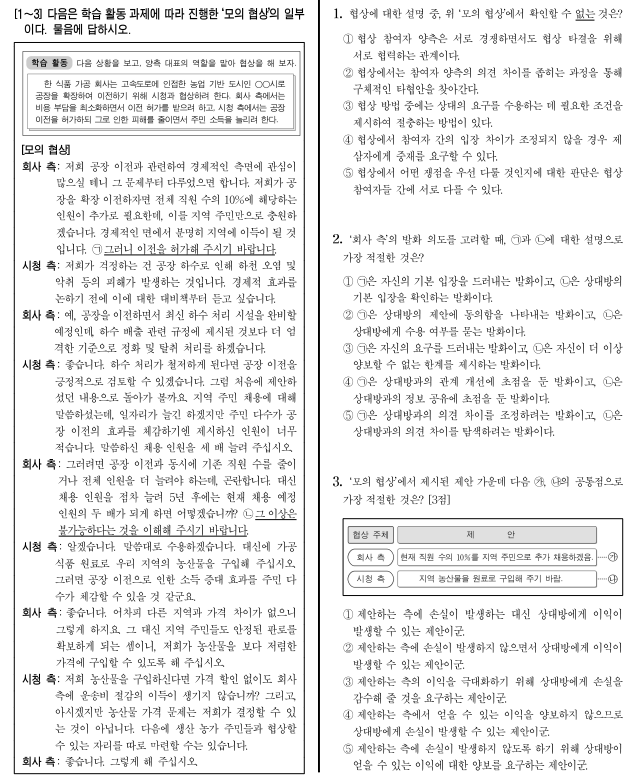 [1~3] 다음은 학습 활동 과제에 따라 진행한 '모의 협상'의 일부
이다. 물음에 답하시오.
학습 활동 다음 상황을 보고, 양측 대표의 역할을 맡아 협상을 해 보자.
한 식품 가공 회사는 고속도로에 인접한 농업 기반 도시인 ○○시로
공장을 확장하여 이전하기 위해 시청과 협상하려 한다. 회사 측에서는
비용 부담을 최소화하면서 이전 허가를 받으려 하고, 시청 측에서는 공장
이전을 허가하되 그로 인한 피해를 줄이면서 주민 소득을 늘리려 한다.
[모의 협상]
회사 측: 저희 공장 이전과 관련하여 경제적인 측면에 관심이
많으실 테니 그 문제부터 다루었으면 합니다. 저희가 공
장을 확장 이전하자면 전체 직원 수의 10%에 해당하는
인원이 추가로 필요한데, 이를 지역 주민만으로 충원하
겠습니다. 경제적인 면에서 분명히 지역에 이득이 될 것
입니다. ㉠그러니 이전을 허가해 주시기 바랍니다.
시청 측: 저희가 걱정하는 건 공장 하수로 인해 하천 오염 및
악취 등의 피해가 발생하는 것입니다. 경제적 효과를
논하기 전에 이에 대한 대비책부터 듣고 싶습니다.
회사 측: 예, 공장을 이전하면서 최신 하수 처리 시설을 완비할
예정인데, 하수 배출 관련 규정에 제시된 것보다 더 엄
격한 기준으로 정화 및 탈취 처리를 하겠습니다.
시청 측: 좋습니다. 하수 처리가 철저하게 된다면 공장 이전을
긍정적으로 검토할 수 있겠습니다. 그럼 처음에 제안하
셨던 내용으로 돌아가 볼까요. 지역 주민 채용에 대해
말씀하셨는데, 일자리가 늘긴 하겠지만 주민 다수가 공
장 이전의 효과를 체감하기엔 제시하신 인원이 너무
적습니다. 말씀하신 채용 인원을 세 배 늘려 주십시오.
회사 측: 그러려면 공장 이전과 동시에 기존 직원 수를 줄이
거나 전체 인원을 더 늘려야 하는데, 곤란합니다. 대신
채용 인원을 점차 늘려 5년 후에는 현재 채용 예정
인원의 두 배가 되게 하면 어떻겠습니까? ㉡그 이상은
불가능하다는 것을 이해해 주시기 바랍니다.
시청 측: 알겠습니다. 말씀대로 수용하겠습니다. 대신에 가공
식품 원료로 우리 지역의 농산물을 구입해 주십시오.
그러면 공장 이전으로 인한 소득 증대 효과를 주민 다
수가 체감할 수 있을 것 같군요.
회사 측: 좋습니다. 어차피 다른 지역과 가격 차이가 없으니
그렇게 하지요. 그 대신 지역 주민들도 안정된 판로를
확보하게 되는 셈이니, 저희가 농산물을 보다 저렴한
가격에 구입할 수 있도록 해 주십시오.
시청 측: 저희 농산물을 구입하신다면 가격 할인 없이도 회사
측에 운송비 절감의 이득이 생기지 않습니까? 그리고,
아시겠지만 농산물 가격 문제는 저희가 결정할 수 있
는 것이 아닙니다. 다음에 생산 농가 주민들과 협상할
수 있는 자리를 따로 마련할 수는 있습니다.
회사 측: 좋습니다. 그렇게 해 주십시오.
1. 협상에 대한 설명 중, 위 '모의 협상'에서 확인할 수 없는 것은?
① 협상 참여자 양측은 서로 경쟁하면서도 협상 타결을 위해
서로 협력하는 관계이다.
② 협상에서는 참여자 양측의 의견 차이를 좁히는 과정을 통해
구체적인 타협안을 찾아간다.
③ 협상 방법 중에는 상대의 요구를 수용하는 데 필요한 조건을
제시하여 절충하는 방법이 있다.
④ 협상에서 참여자 간의 입장 차이가 조정되지 않을 경우 제
삼자에게 중재를 요구할 수 있다.
⑤ 협상에서 어떤 쟁점을 우선 다룰 것인지에 대한 판단은 협상
참여자들 간에 서로 다를 수 있다.
2. '회사 측'의 발화 의도를 고려할 때, ㉠과 ㉡에 대한 설명으로
가장 적절한 것은?
① ㉠은 자신의 기본 입장을 드러내는 발화이고, ㉡은 상대방의
기본 입장을 확인하는 발화이다.
② ㉠은 상대방의 제안에 동의함을 나타내는 발화이고, ㉡은
상대방에게 수용 여부를 묻는 발화이다.
③ ㉠은 자신의 요구를 드러내는 발화이고, ㉡은 자신이 더 이상
양보할 수 없는 한계를 제시하는 발화이다.
④ ㉠은 상대방과의 관계 개선에 초점을 둔 발화이고, ㉡은
상대방과의 정보 공유에 초점을 둔 발화이다.
⑤ ㉠은 상대방과의 의견 차이를 조정하려는 발화이고, ㉡은
상대방과의 의견 차이를 탐색하려는 발화이다.
3. '모의 협상'에서 제시된 제안 가운데 다음 ㉮, ㉯의 공통점으로
가장 적절한 것은? [3점]
협상 주체 제 안
회사 측 현재 직원 수의 10%를 지역 주민으로 추가 채용하겠음. ……㉮
시청 측 지역 농산물을 원료로 구입해 주기 바람. ……㉯
① 제안하는 측에 손실이 발생하는 대신 상대방에게 이익이
발생할 수 있는 제안이군.
② 제안하는 측에 손실이 발생하지 않으면서 상대방에게 이익이
발생할 수 있는 제안이군.
③ 제안하는 측의 이익을 극대화하기 위해 상대방에게 손실을
감수해 줄 것을 요구하는 제안이군.
④ 제안하는 측에서 얻을 수 있는 이익을 양보하지 않으므로
상대방에게 손실이 발생할 수 있는 제안이군.
⑤ 제안하는 측에 손실이 발생하지 않도록 하기 위해 상대방이
얻을 수 있는 이익에 대한 양보를 요구하는 제안이군.